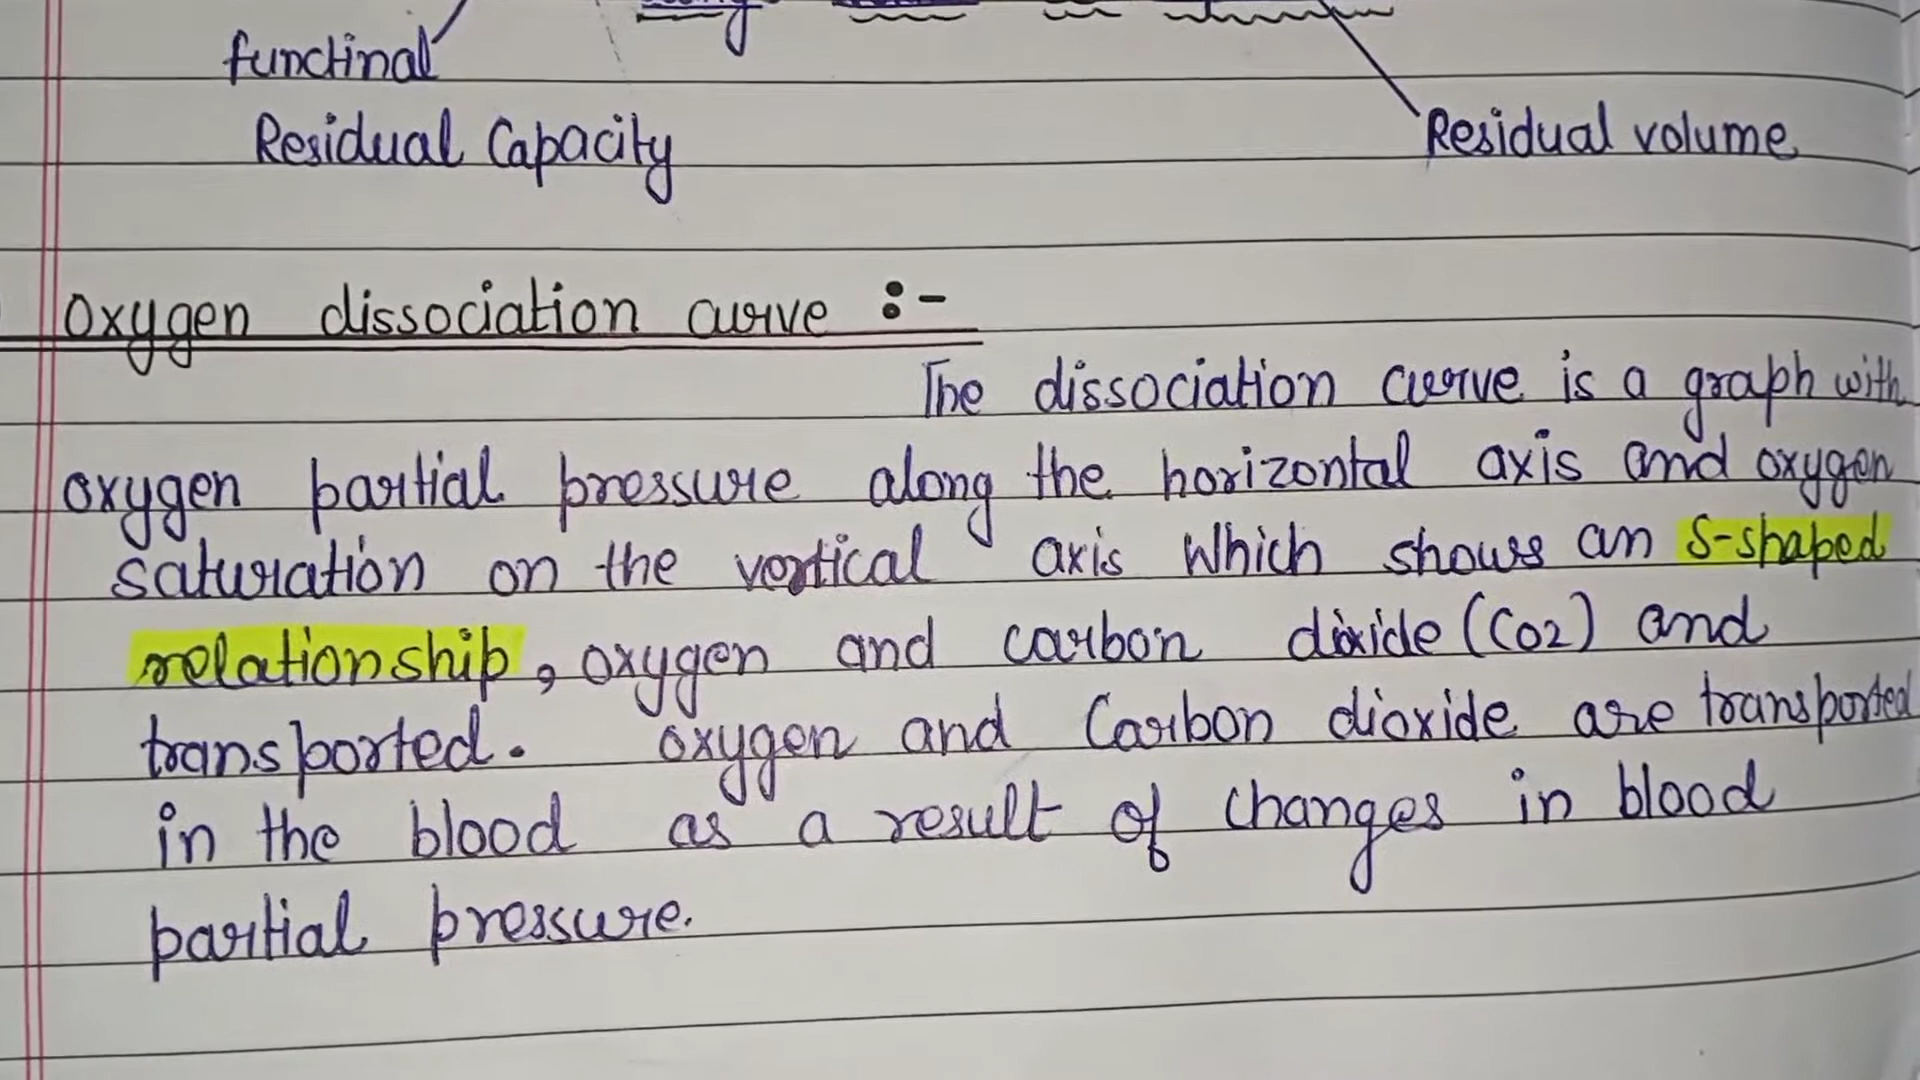 functinal
Residual Capacity
Residual volume
oxygen dissociation curve :-
The dissociation curve is a graph with
oxygen partial pressure along the horizontal axis and oxygen
saturation on the vertical axis which shows an S-shaped
relationship, oxygen and carbon dioxide (CO2) and
transported. oxygen and Carbon dioxide are transported
in the blood as a result of changes in blood
partial pressure.